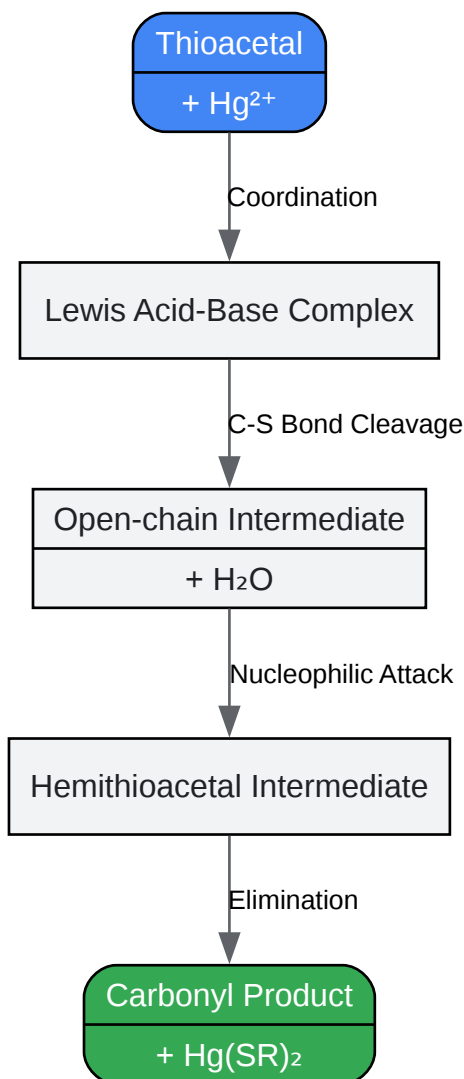 Thioacetal
+ Hg²⁺
Coordination
Lewis Acid-Base Complex
C-S Bond Cleavage
Open-chain Intermediate
+ H₂O
Nucleophilic Attack
Hemithioacetal Intermediate
Elimination
Carbonyl Product
+ Hg(SR)₂